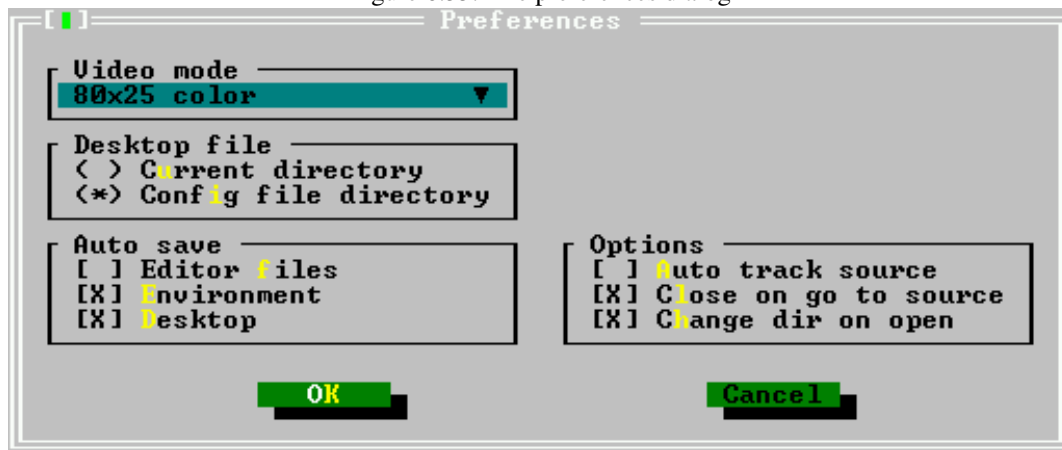 Preferences
Video mode
80x25 color ▼
Desktop file
( ) Current directory
(*) Config file directory
Auto save
[ ] Editor files
[X] Environment
[X] Desktop
Options
[ ] Auto track source
[X] Close on go to source
[X] Change dir on open
OK
Cancel